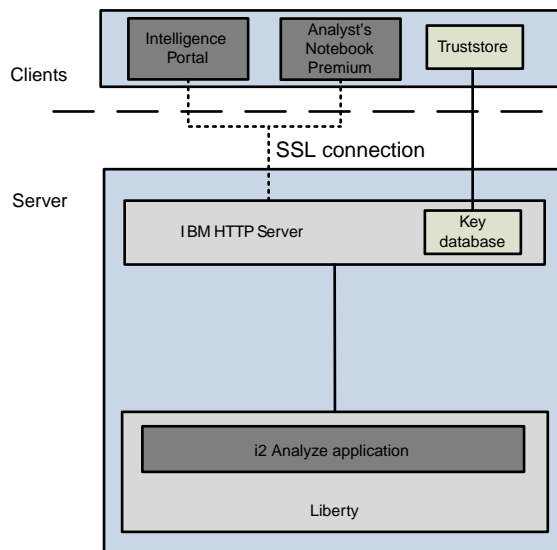 Intelligence
Portal
Analyst's
Notebook
Premium
Truststore
Clients
SSL connection
Server
IBM HTTP Server
Key
database
i2 Analyze application
Liberty